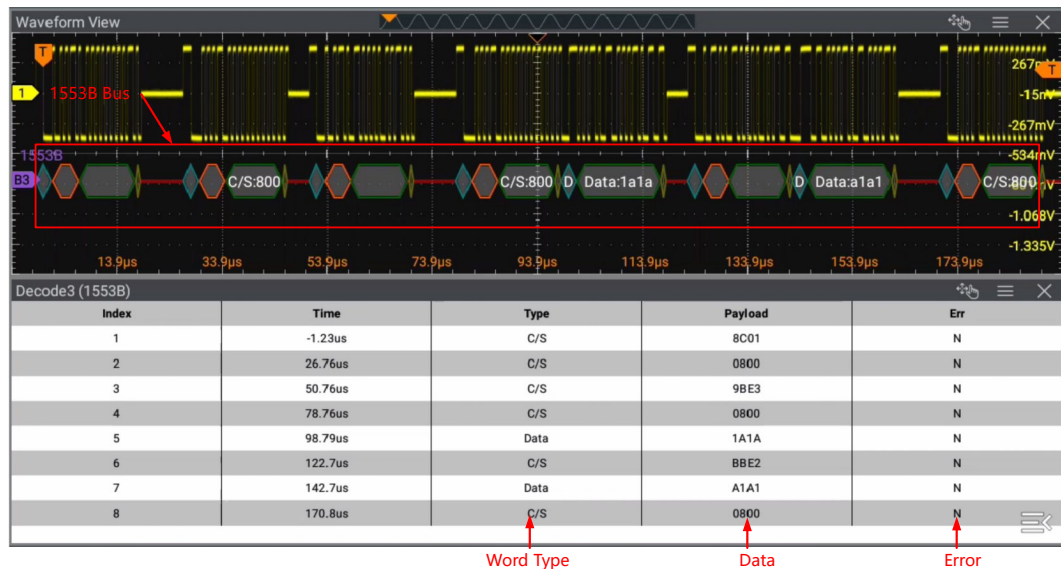 Waveform View
T
267
T
1
1553B Bus
-15mV
-267mV
1553B
-534mV
B3
C/S:800
C/S:800 D Data:1a1a
D Data:a1a1
C/S:800
-1.068V
-1.335V
13.9μs 33.9μs 53.9μs 73.9μs 93.9μs 113.9μs 133.9μs 153.9μs 173.9μs
Decode3 (1553B)
Index Time Type Payload Err
1 -1.23us C/S 8C01 N
2 26.76us C/S 0800 N
3 50.76us C/S 9BE3 N
4 78.76us C/S 0800 N
5 98.79us Data 1A1A N
6 122.7us C/S BBE2 N
7 142.7us Data A1A1 N
8 170.8us C/S 0800 N
Word Type Data Error